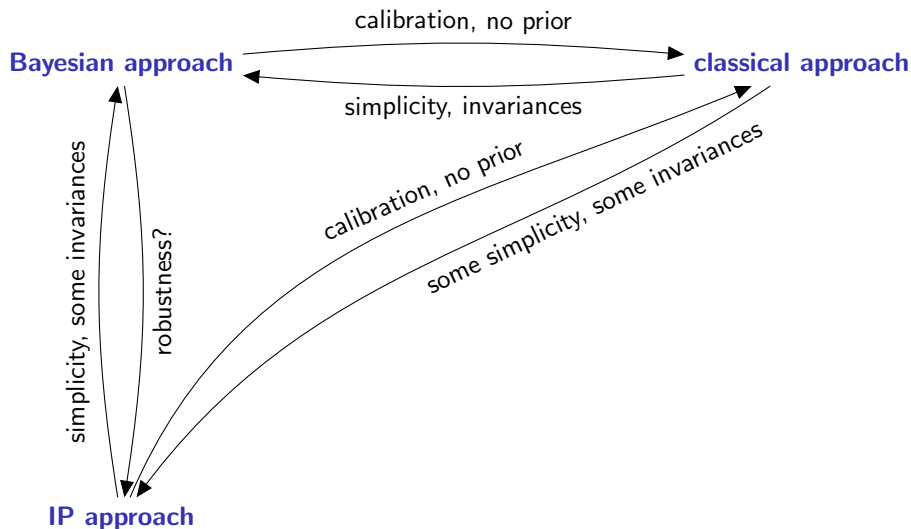 calibration, no prior
Bayesian approach
classical approach
simplicity, invariances
simplicity, some invariances
robustness?
calibration, no prior
some simplicity, some invariances
IP approach